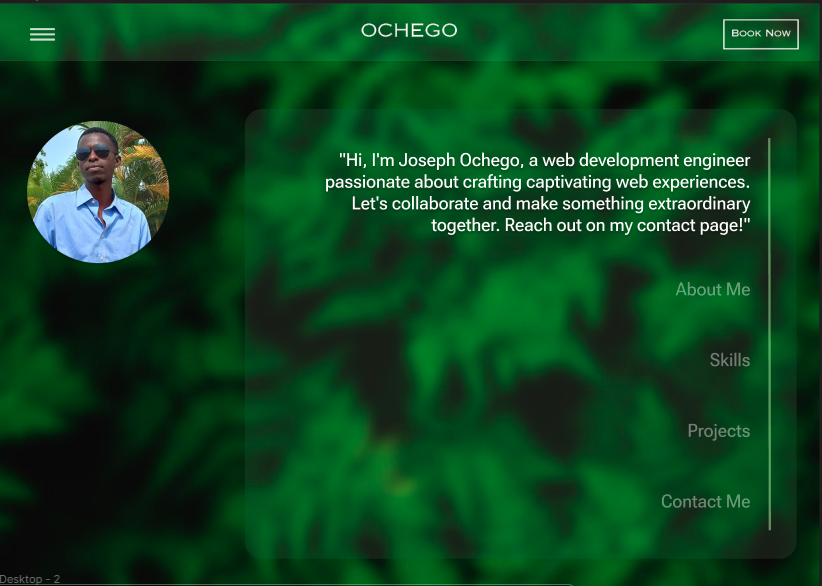 OCHEGO
Book Now
"Hi, I'm Joseph Ochego, a web development engineer
passionate about crafting captivating web experiences.
Let's collaborate and make something extraordinary
together. Reach out on my contact page!"
About Me
Skills
Projects
Contact Me
Desktop - 2